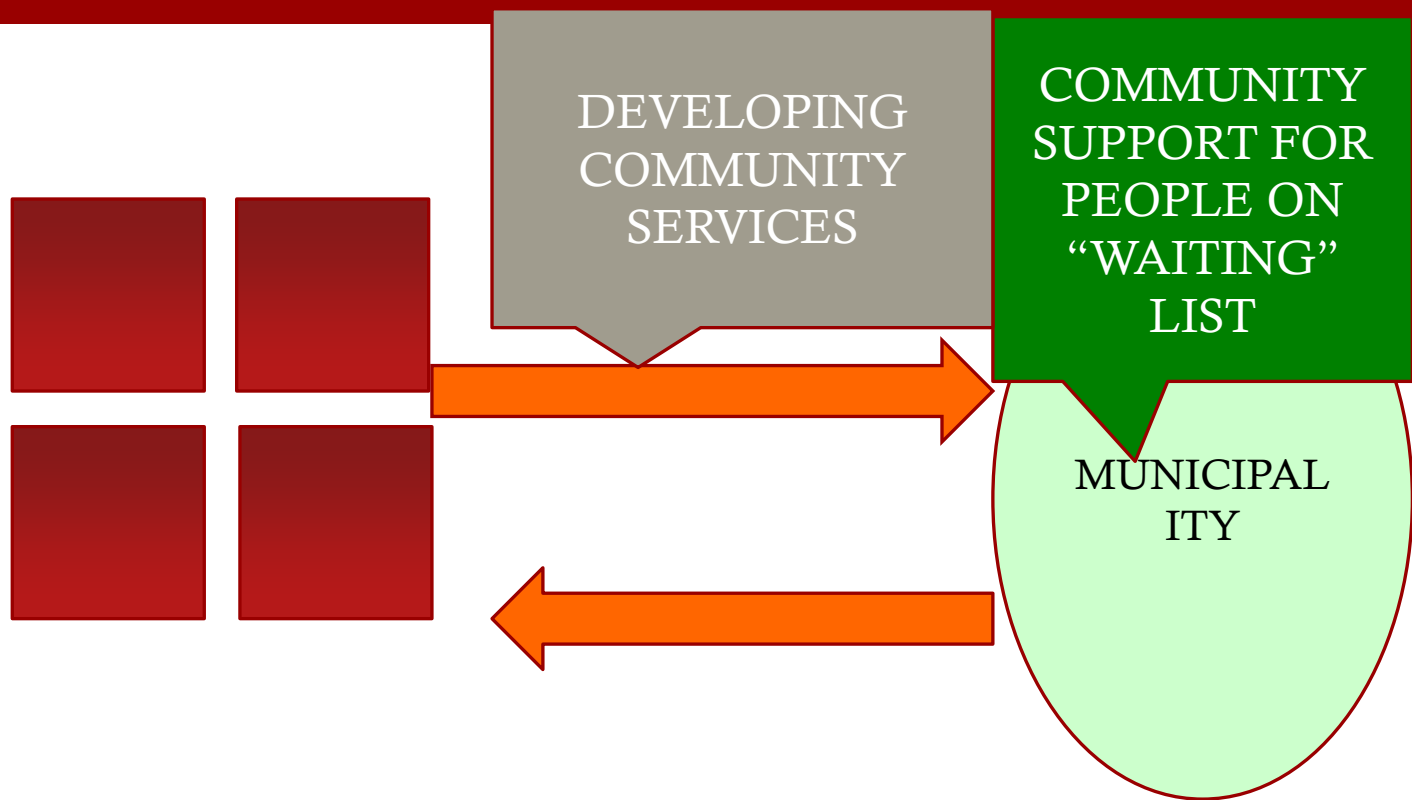 DEVELOPING
COMMUNITY
SERVICES
COMMUNITY
SUPPORT FOR
PEOPLE ON
“WAITING”
LIST
MUNICIPAL
ITY